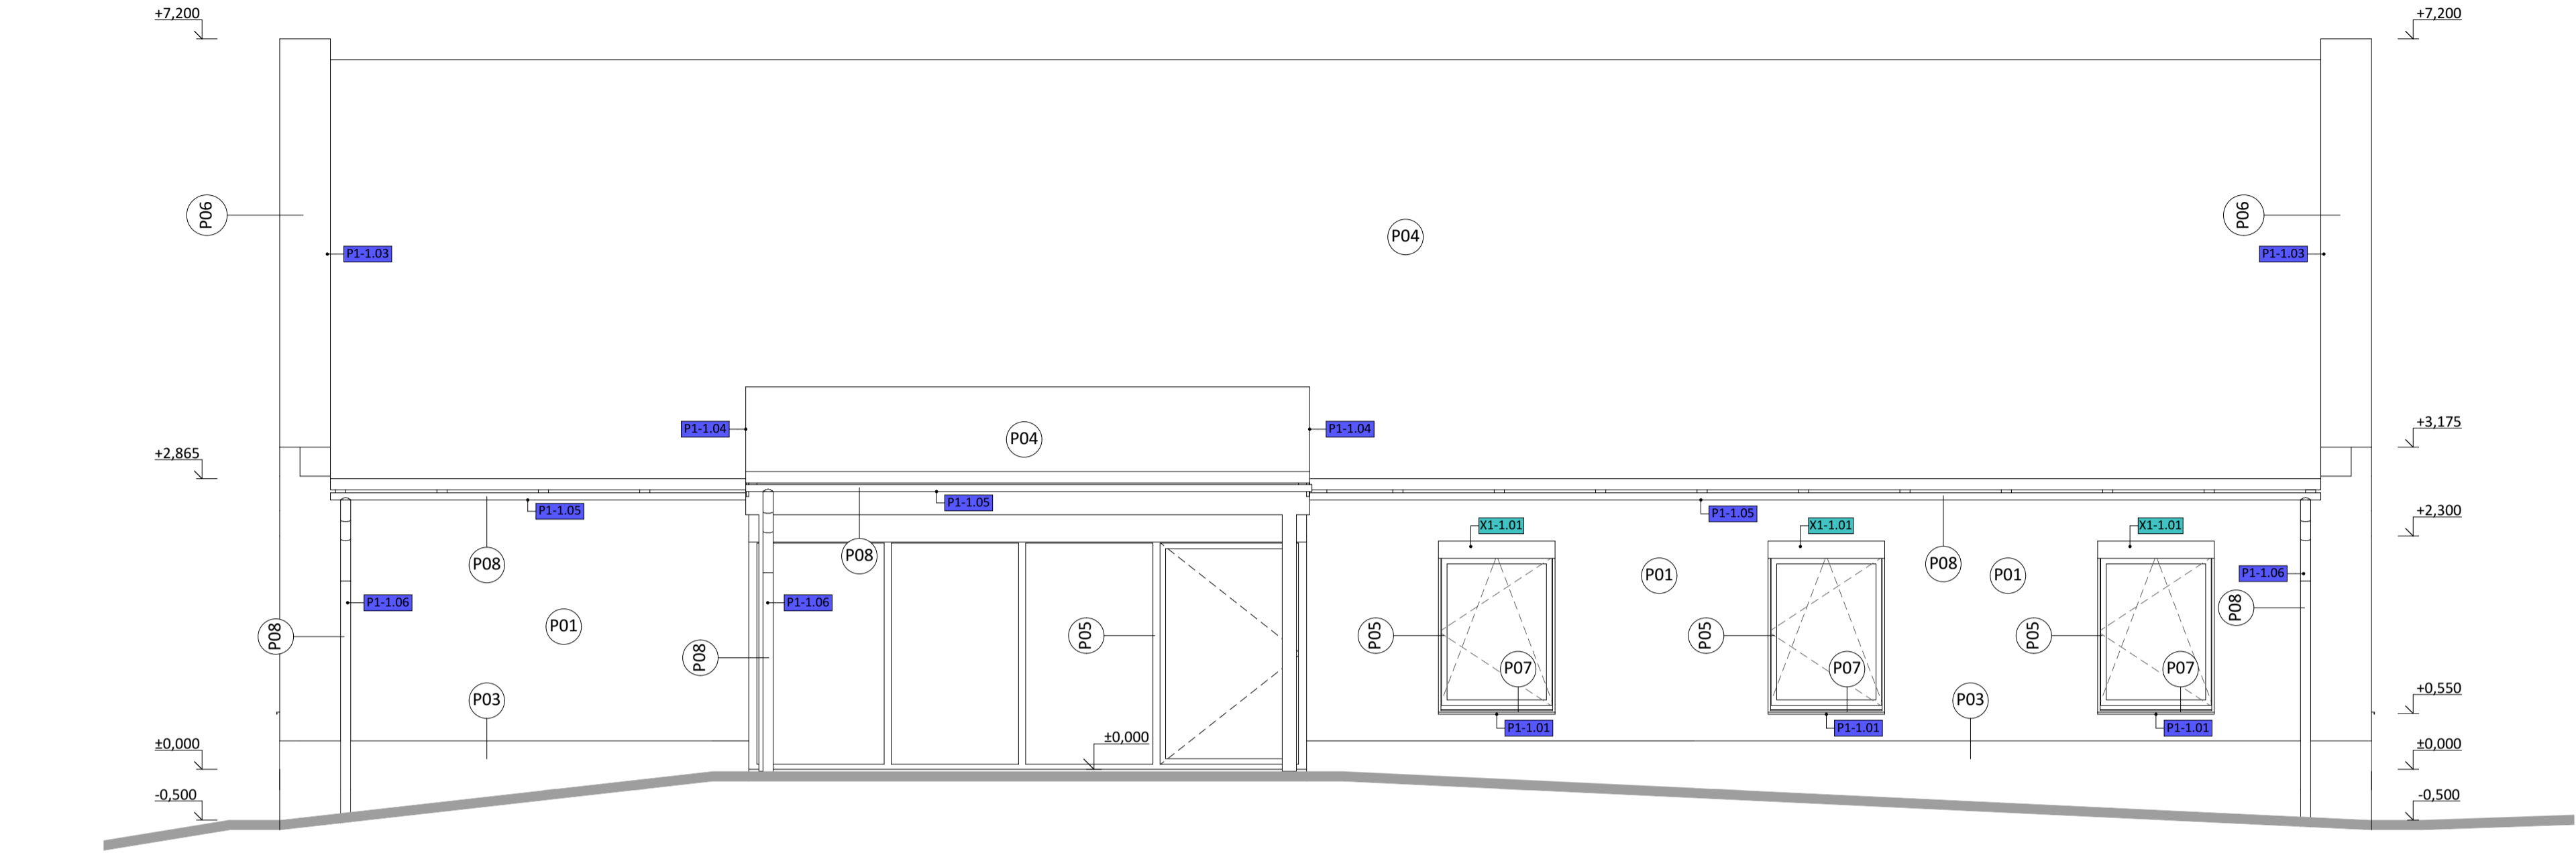 +7,200
+7,200
P06
P06
P04
P1-1.03
P1-1.03
P1-1.04
P1-1.04
P04
+3,175
+2,865
P1-1.05
P1-1.05
P1-1.05
+2,300
X1-1.01
X1-1.01
X1-1.01
P08
P08
P08
P01
P01
P1-1.06
P1-1.06
P1-1.06
P08
P01
P08
P05
P05
P05
P05
P08
P07
P07
P07
P03
P03
+0,550
P1-1.01
P1-1.01
P1-1.01
±0,000
±0,000
±0,000
-0,500
-0,500